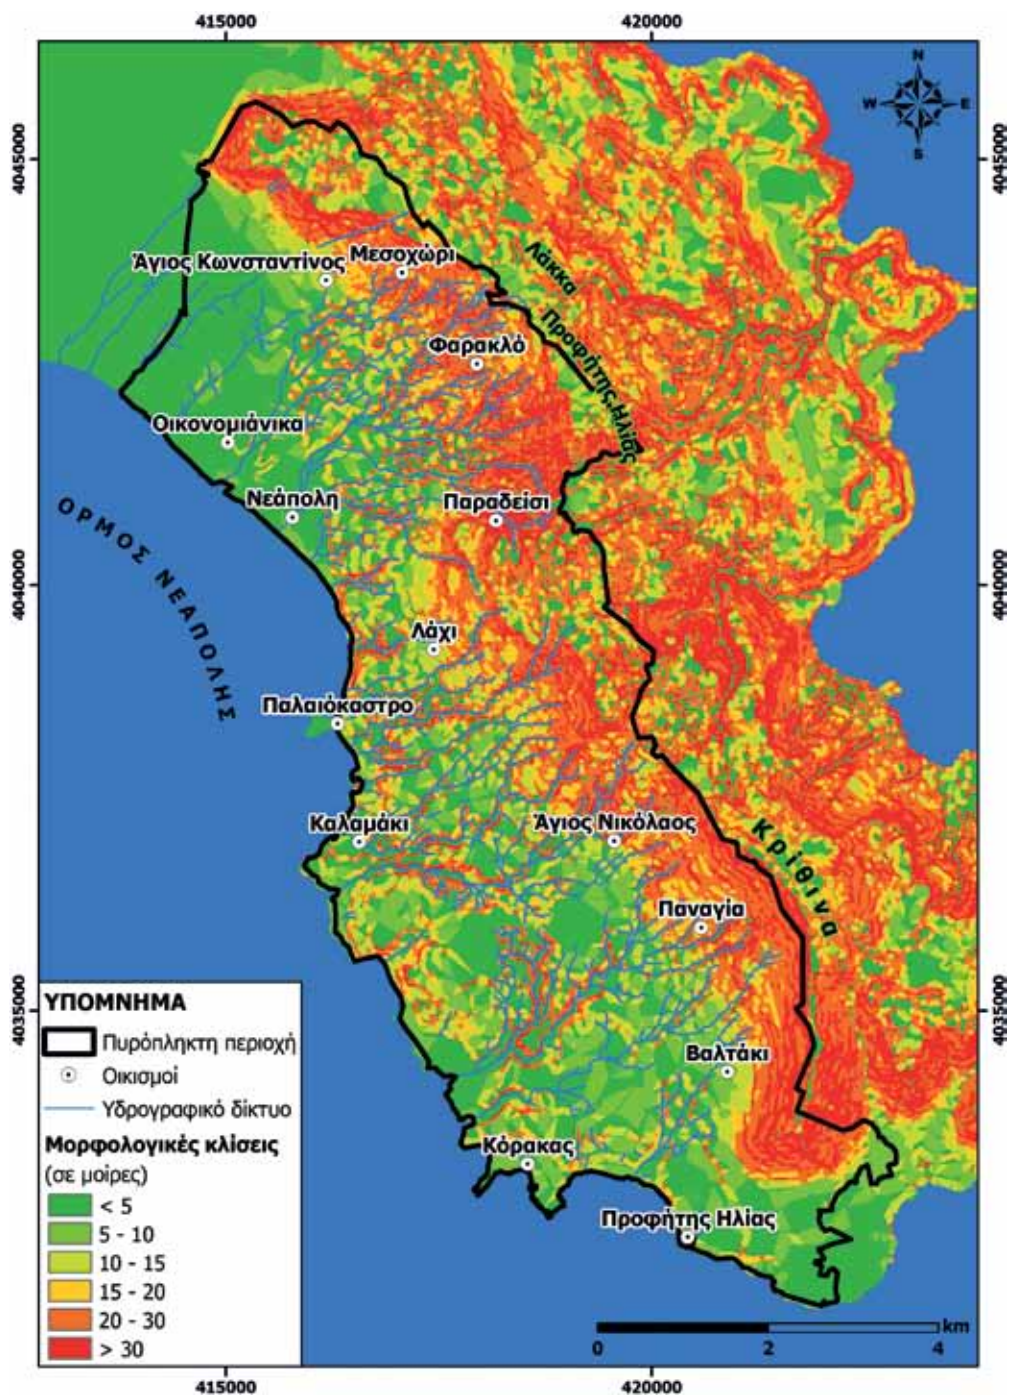 415000
420000
N
W
E
S
4045000
4045000
Λάκκα
Μεσοχώρι
Άγιος Κωνσταντίνος
Προφήτης Ηλίας
Φαρακλό
Οικονομιάνικα
Νεάπολη
Παραδείσι
ΟΡΜΟΣ ΝΕΑΠΟΛΗΣ
4040000
4040000
Λάχι
Παλαιόκαστρο
Καλαμάκι
Άγιος Νικόλαος
Κρίθινα
Παναγία
4035000
4035000
Βαλτάκι
Κόρακας
Προφήτης Ηλίας
ΥΠΟΜΝΗΜΑ
Πυρόπληκτη περιοχή
Οικισμοί
Υδρογραφικό δίκτυο
Μορφολογικές κλίσεις
(σε μοίρες)
< 5
5 - 10
10 - 15
15 - 20
20 - 30
> 30
km
0
2
4
415000
420000